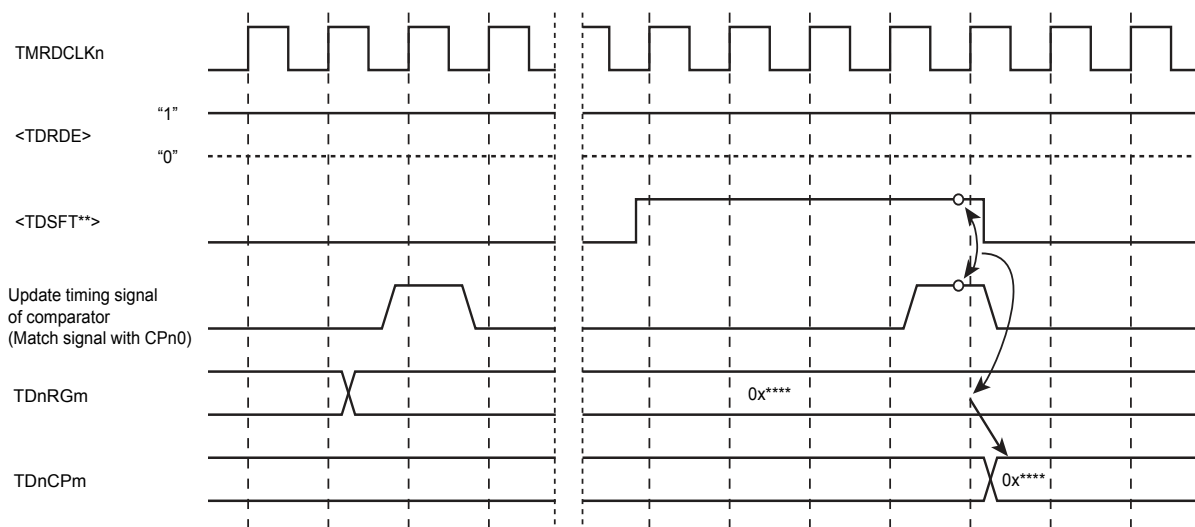 TMRDCLKn
“1”
<TDRDE>
“0”
<TDSFT**>
Update timing signal
of comparator
(Match signal with CPn0)
TDnRGm
0x****
TDnCPm
0x****